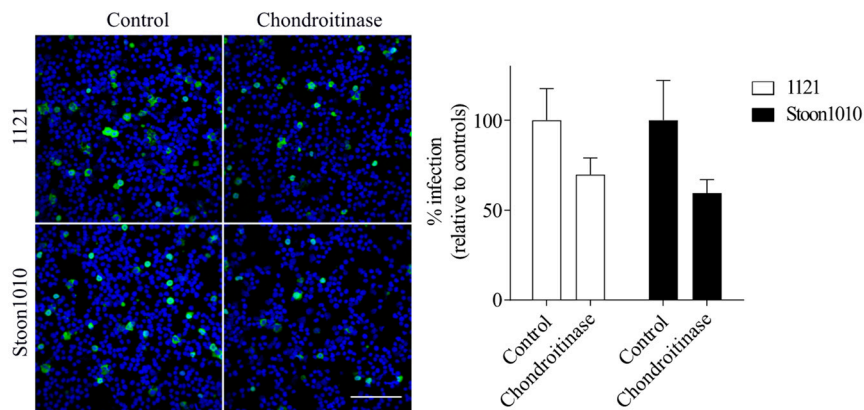 Control
Chondroitinase
1121
Stoon1010
% infection
(relative to controls)
100
50
0
Control
Chondroitinase
Control
Chondroitinase
1121
Stoon1010